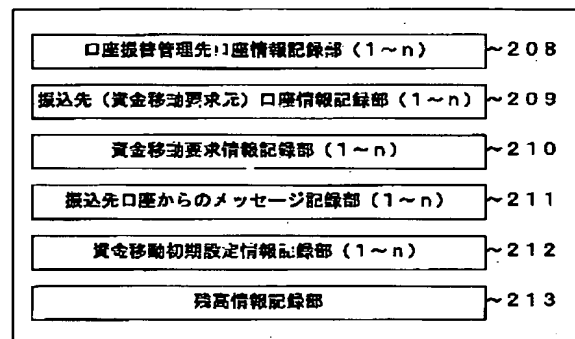 口座振替管理先口座情報記録部（1～n） ～208
振込先（資金移動要求元）口座情報記録部（1～n） ～209
資金移動要求情報記録部（1～n） ～210
振込先口座からのメッセージ記録部（1～n） ～211
資金移動初期設定情報記録部（1～n） ～212
残高情報記録部 ～213